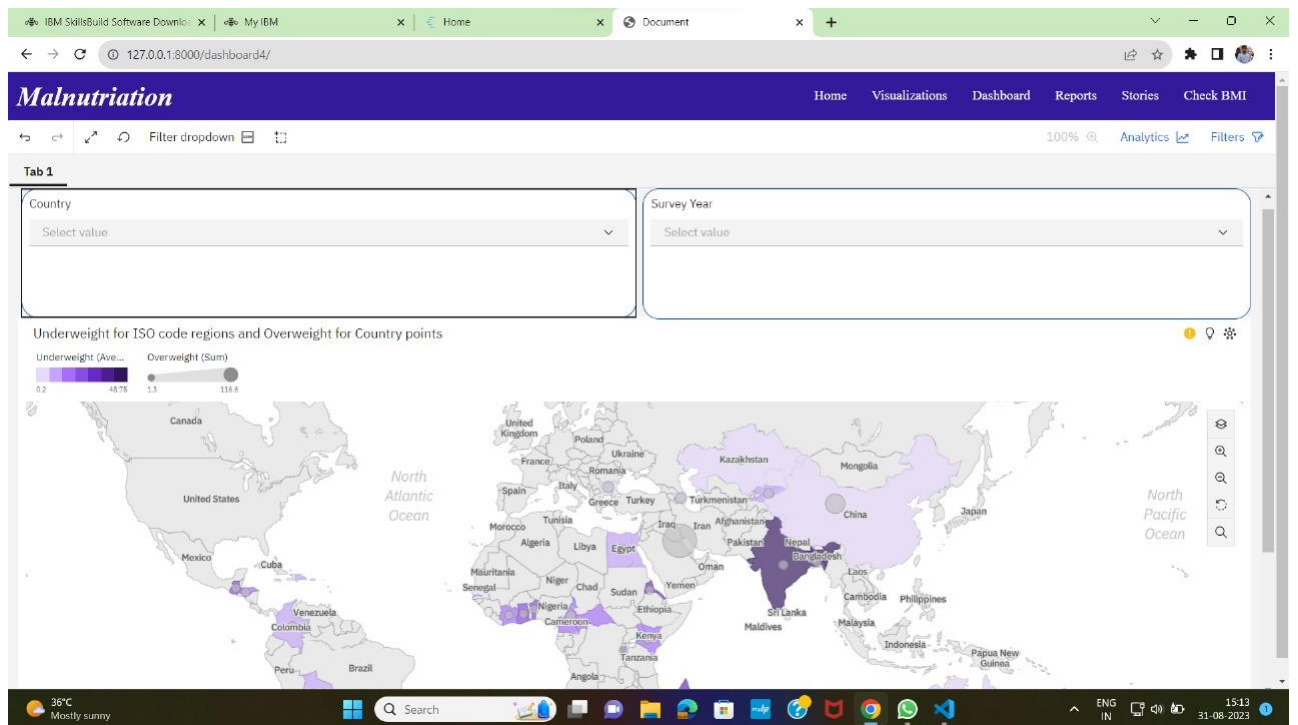 IBM SkillsBuild Software Downloa
My IBM
Home
Document
127.0.0.1:8000/dashboard4/
Malnutriation
Home Visualizations Dashboard Reports Stories Check BMI
Filter dropdown
100%
Analytics
Filters
Tab 1
Country
Select value
Survey Year
Select value
Underweight for ISO code regions and Overweight for Country points
Underweight (Ave...
0.2 48.75
Overweight (Sum)
1.3 116.6
Canada
United States
Mexico
Cuba
Venezuela
Colombia
Peru
Brazil
North
Atlantic
Ocean
United
Kingdom
Poland
Ukraine
France
Romania
Italy
Spain
Greece
Turkey
Kazakhstan
Mongolia
Turkmenistan
China
Japan
Morocco
Tunisia
Iraq
Iran
Afghanistan
Algeria
Libya
Egypt
Pakistan
Nepal
Bangladesh
Oman
Laos
Mauritania
Senegal
Niger
Chad
Sudan
Yemen
Nigeria
Ethiopia
Cameroon
Kenya
Tanzania
Angola
Sri Lanka
Maldives
Cambodia
Philippines
Malaysia
Indonesia
Papua New
Guinea
North
Pacific
Ocean
36°C
Mostly sunny
Search
ENG
IN
15:13
31-08-2023
1